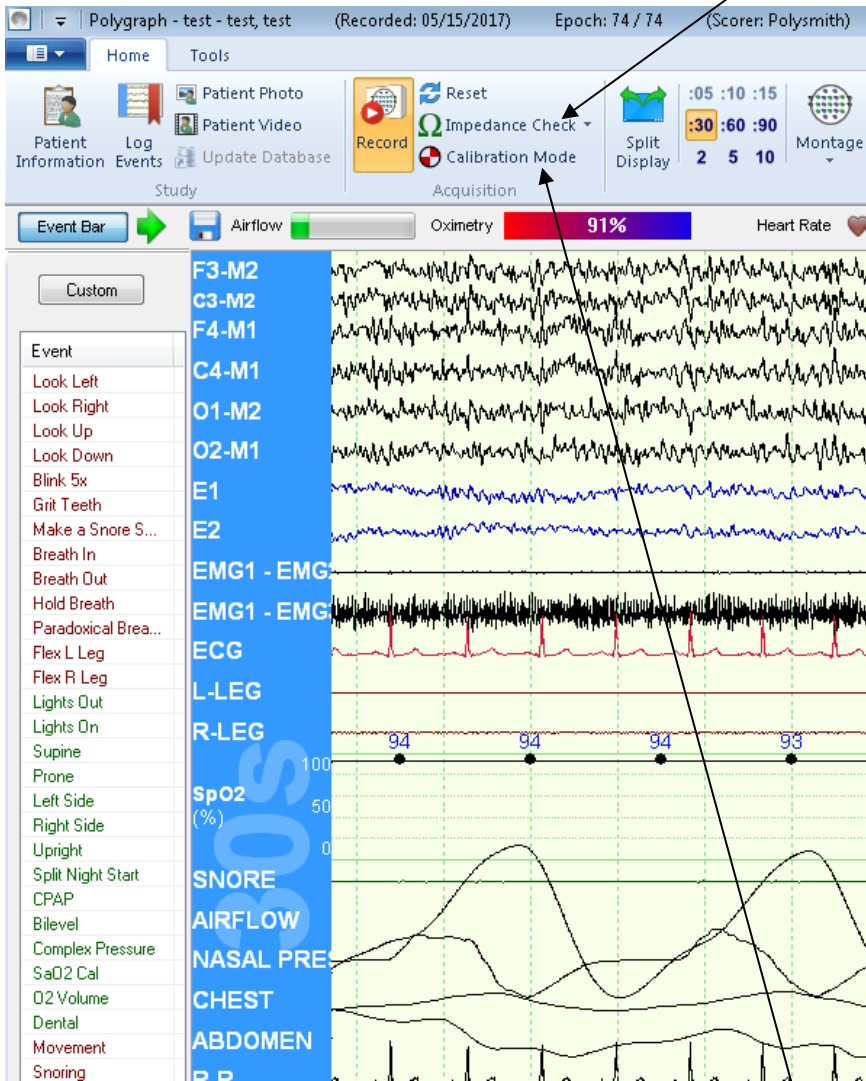 Polygraph - test - test, test (Recorded: 05/15/2017) Epoch: 74 / 74 (Scorer: Polysmith)
Home Tools
Patient Information
Log Events
Patient Photo
Patient Video
Update Database
Study
Record
Reset
Impedance Check
Calibration Mode
Acquisition
Split Display
:05 :10 :15
:30 :60 :90
2 5 10
Montage
Event Bar Airflow Oximetry 91% Heart Rate
Custom
Event
Look Left
Look Right
Look Up
Look Down
Blink 5x
Grit Teeth
Make a Snore S...
Breath In
Breath Out
Hold Breath
Paradoxical Brea...
Flex L Leg
Flex R Leg
Lights Out
Lights On
Supine
Prone
Left Side
Right Side
Upright
Split Night Start
CPAP
Bilevel
Complex Pressure
SaO2 Cal
O2 Volume
Dental
Movement
Snoring
F3-M2
C3-M2
F4-M1
C4-M1
O1-M2
O2-M1
E1
E2
EMG1 - EMG
EMG1 - EMG
ECG
L-LEG
R-LEG
94 94 94 93
100
SpO2
(%)
50
0
30s
SNORE
AIRFLOW
NASAL PRE
CHEST
ABDOMEN